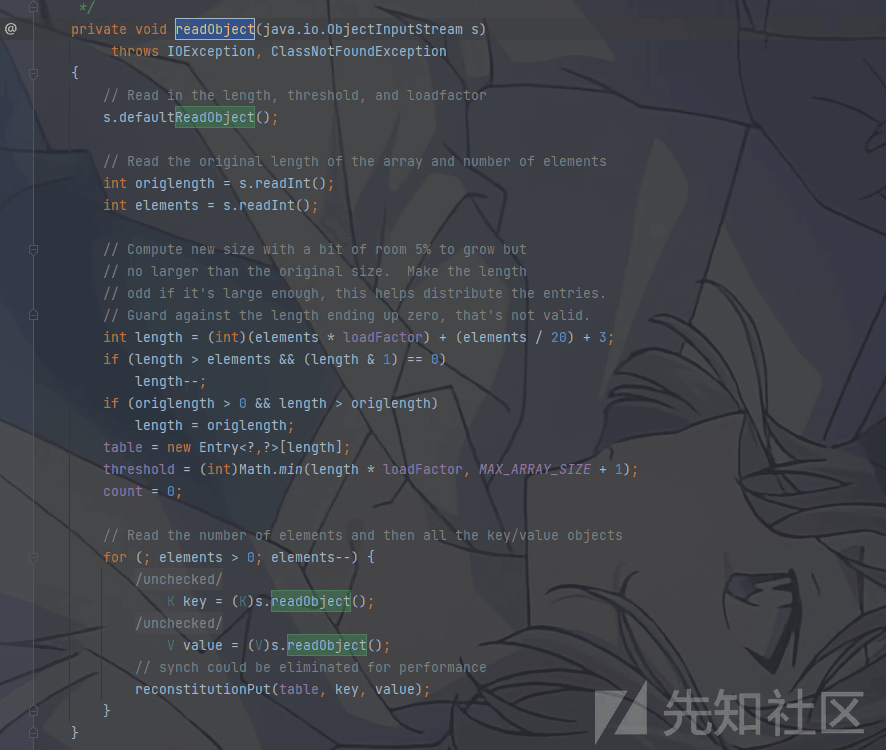 */
@ private void readObject(java.io.ObjectInputStream s)
throws IOException, ClassNotFoundException
{
// Read in the length, threshold, and loadfactor
s.defaultReadObject();
// Read the original length of the array and number of elements
int origlength = s.readInt();
int elements = s.readInt();
// Compute new size with a bit of room 5% to grow but
// no larger than the original size.  Make the length
// odd if it's large enough, this helps distribute the entries.
// Guard against the length ending up zero, that's not valid.
int length = (int)(elements * loadFactor) + (elements / 20) + 3;
if (length > elements && (length & 1) == 0)
length--;
if (origlength > 0 && length > origlength)
length = origlength;
table = new Entry<?,?>[length];
threshold = (int)Math.min(length * loadFactor, MAX_ARRAY_SIZE + 1);
count = 0;
// Read the number of elements and then all the key/value objects
for (; elements > 0; elements--) {
/unchecked/
K key = (K)s.readObject();
/unchecked/
V value = (V)s.readObject();
// synch could be eliminated for performance
reconstitutionPut(table, key, value);
}
}
先知社区